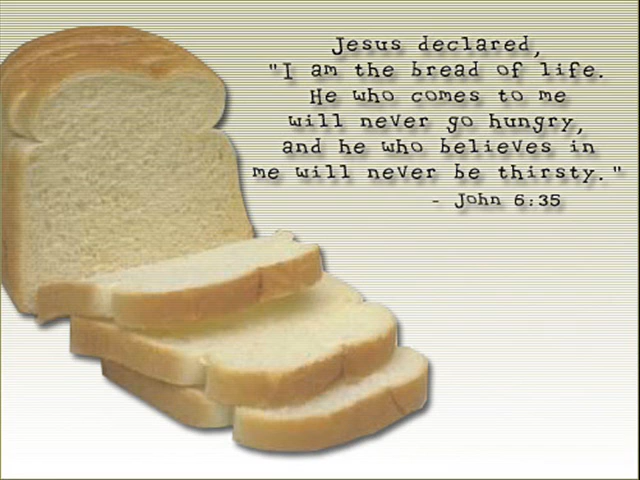 Jesus declared,
"I am the bread of life.
He who comes to me
will never go hungry,
and he who believes in
me will never be thirsty."
- John 6:35